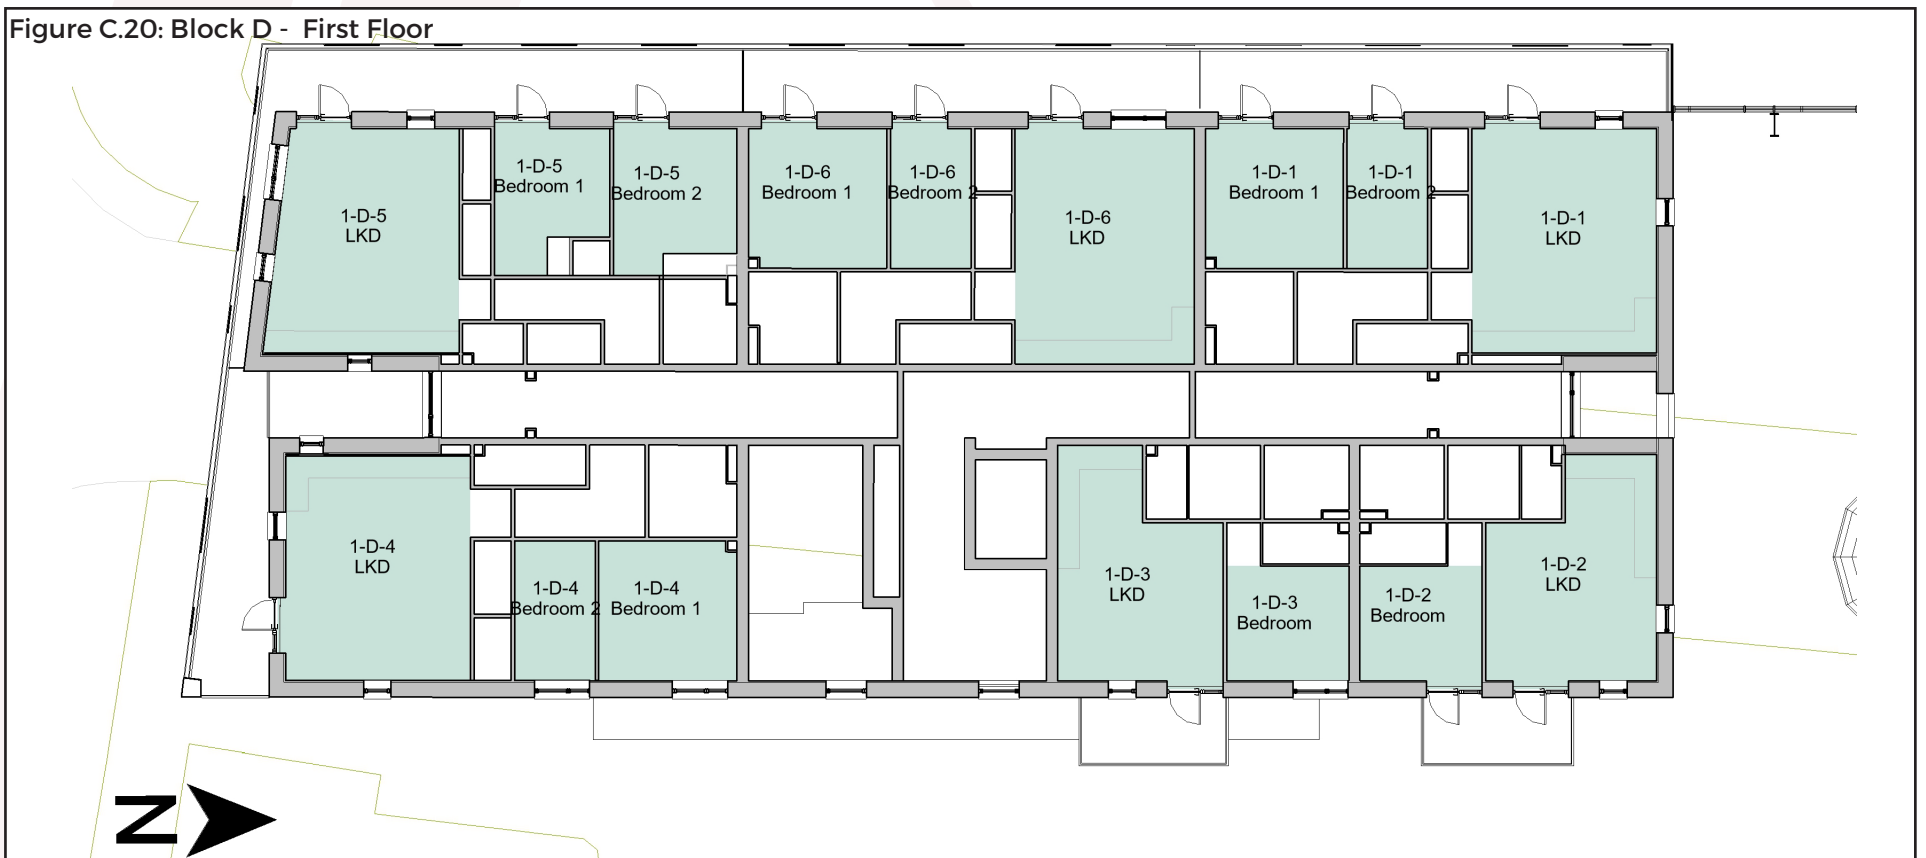 Figure C.20: Block D -  First Floor
1-D-5
LKD
1-D-5
Bedroom 1
1-D-5
Bedroom 2
1-D-6
Bedroom 1
1-D-6
Bedroom 2
1-D-6
LKD
1-D-1
Bedroom 1
1-D-1
Bedroom 2
1-D-1
LKD
1-D-4
LKD
1-D-4
Bedroom 2
1-D-4
Bedroom 1
1-D-3
LKD
1-D-3
Bedroom
1-D-2
Bedroom
1-D-2
LKD
N